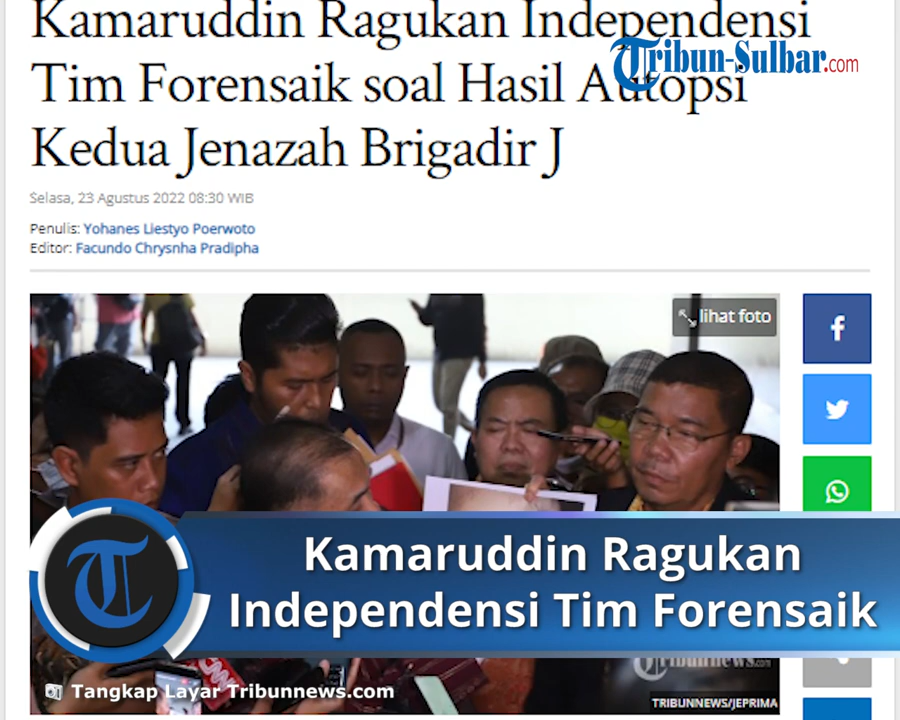 Kamaruddin Ragukan Independensi
Tribun-Sulbar.com
Tim Forensaik soal Hasil Autopsi
Kedua Jenazah Brigadir J
Selasa, 23 Agustus 2022 08:30 WIB
Penulis: Yohanes Liestyo Poerwoto
Editor: Facundo Chrysnha Pradipha
lihat foto
Kamaruddin Ragukan
Independensi Tim Forensaik
Tribunnews.com
Tangkap Layar Tribunnews.com
TRIBUNNEWS/JEPRIMA